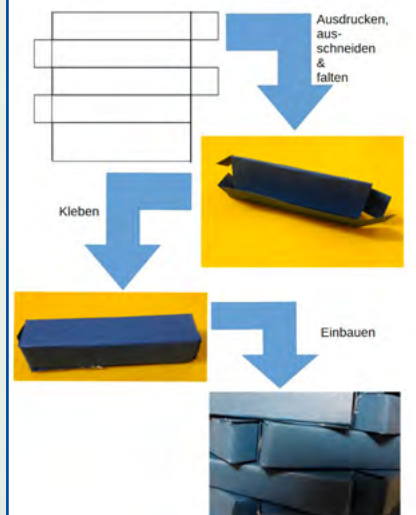 Ausdrucken,
aus-
schneiden
&
falten
Kleben
Einbauen